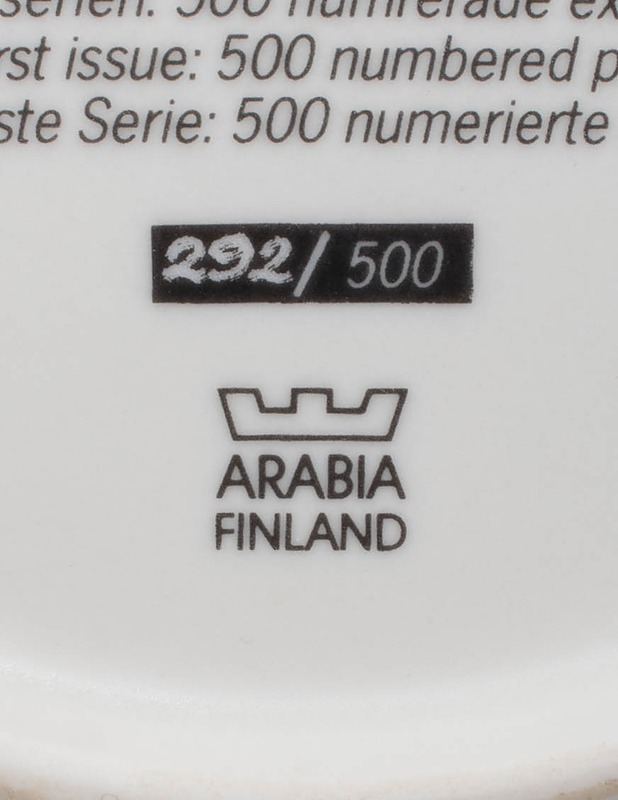 serien: 500 numrerade ex
rst issue: 500 numbered p
ste Serie: 500 numerierte
292/500
ARABIA
FINLAND